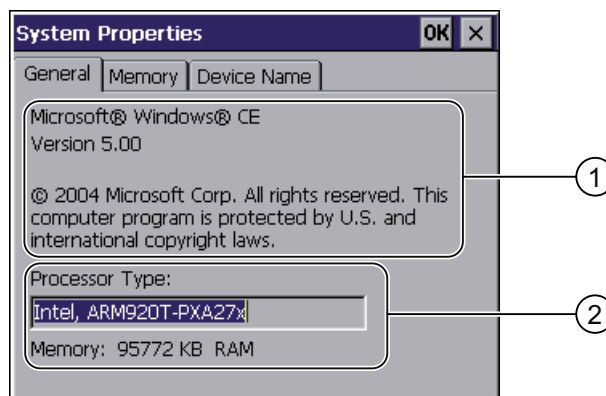 System Properties OK ×
General Memory Device Name
Microsoft® Windows® CE
Version 5.00
© 2004 Microsoft Corp. All rights reserved. This
computer program is protected by U.S. and
international copyright laws.
1
Processor Type:
Intel, ARM920T-PXA27x
2
Memory: 95772 KB RAM